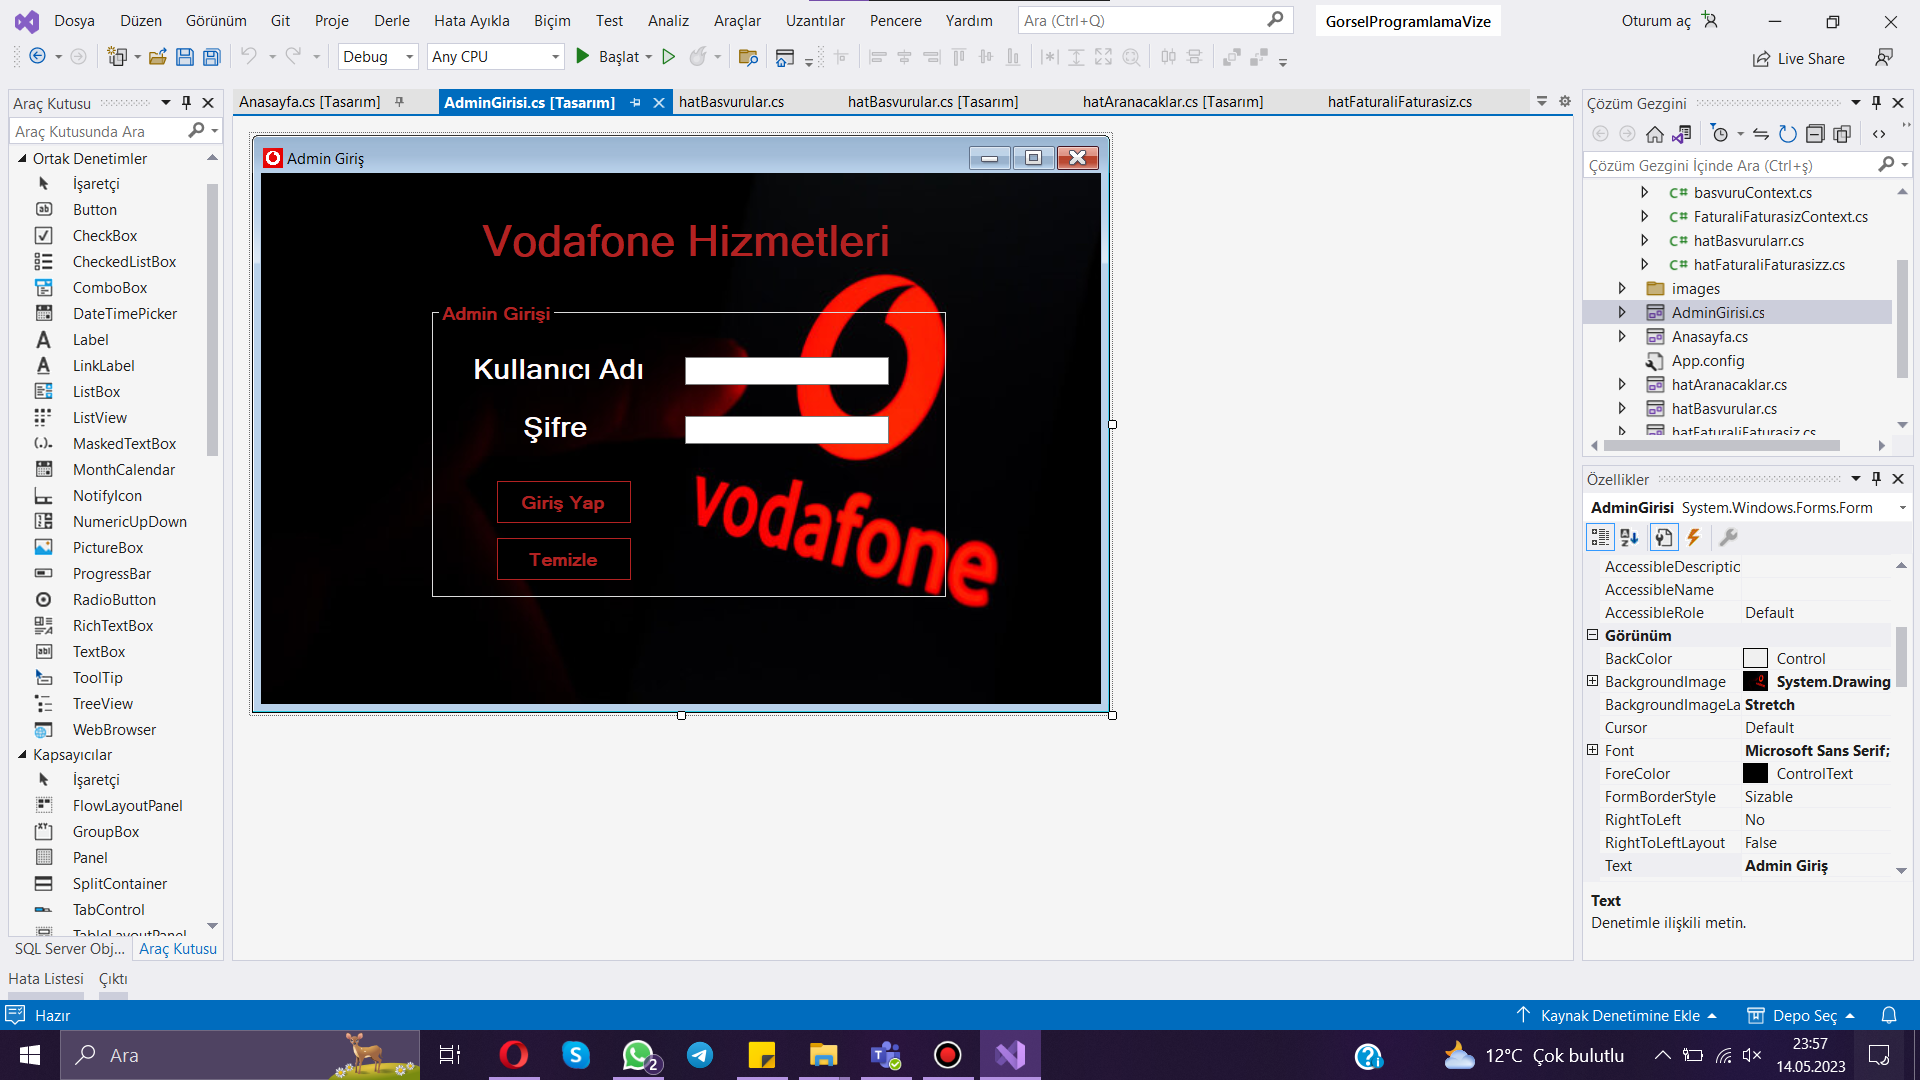 Dosya Düzen Görünüm Git Proje Derle Hata Ayıkla Biçim Test Analiz Araçlar Uzantılar Pencere Yardım Ara (Ctrl+Q) GorselProgramlamaVize Oturum aç
Debug Any CPU Başlat Live Share
Araç Kutusu
Araç Kutusunda Ara
Ortak Denetimler
İşaretçi
Button
CheckBox
CheckedListBox
ComboBox
DateTimePicker
Label
LinkLabel
ListBox
ListView
MaskedTextBox
MonthCalendar
NotifyIcon
NumericUpDown
PictureBox
ProgressBar
RadioButton
RichTextBox
TextBox
ToolTip
TreeView
WebBrowser
Kapsayıcılar
İşaretçi
FlowLayoutPanel
GroupBox
Panel
SplitContainer
TabControl
TableLayoutPanel
SQL Server Obj... Araç Kutusu
Anasayfa.cs [Tasarım] AdminGirisi.cs [Tasarım] hatBasvurular.cs hatBasvurular.cs [Tasarım] hatAranacaklar.cs [Tasarım] hatFaturaliFaturasiz.cs
Admin Giriş
Vodafone Hizmetleri
Admin Girişi
Kullanıcı Adı
Şifre
Giriş Yap
Temizle
vodafone
Çözüm Gezgini
Çözüm Gezgini İçinde Ara (Ctrl+ş)
C# basvuruContext.cs
C# FaturaliFaturasizContext.cs
C# hatBasvurularr.cs
C# hatFaturaliFaturasizz.cs
images
AdminGirisi.cs
Anasayfa.cs
App.config
hatAranacaklar.cs
hatBasvurular.cs
hatFaturaliFaturasiz.cs
Özellikler
AdminGirisi System.Windows.Forms.Form
AccessibleDescriptic
AccessibleName
AccessibleRole Default
Görünüm
BackColor Control
BackgroundImage System.Drawing
BackgroundImageLa Stretch
Cursor Default
Font Microsoft Sans Serif;
ForeColor ControlText
FormBorderStyle Sizable
RightToLeft No
RightToLeftLayout False
Text Admin Giriş
Text
Denetimle ilişkili metin.
Hata Listesi Çıktı
Hazır Kaynak Denetimine Ekle Depo Seç
Ara 2 12°C Çok bulutlu 23:57
14.05.2023